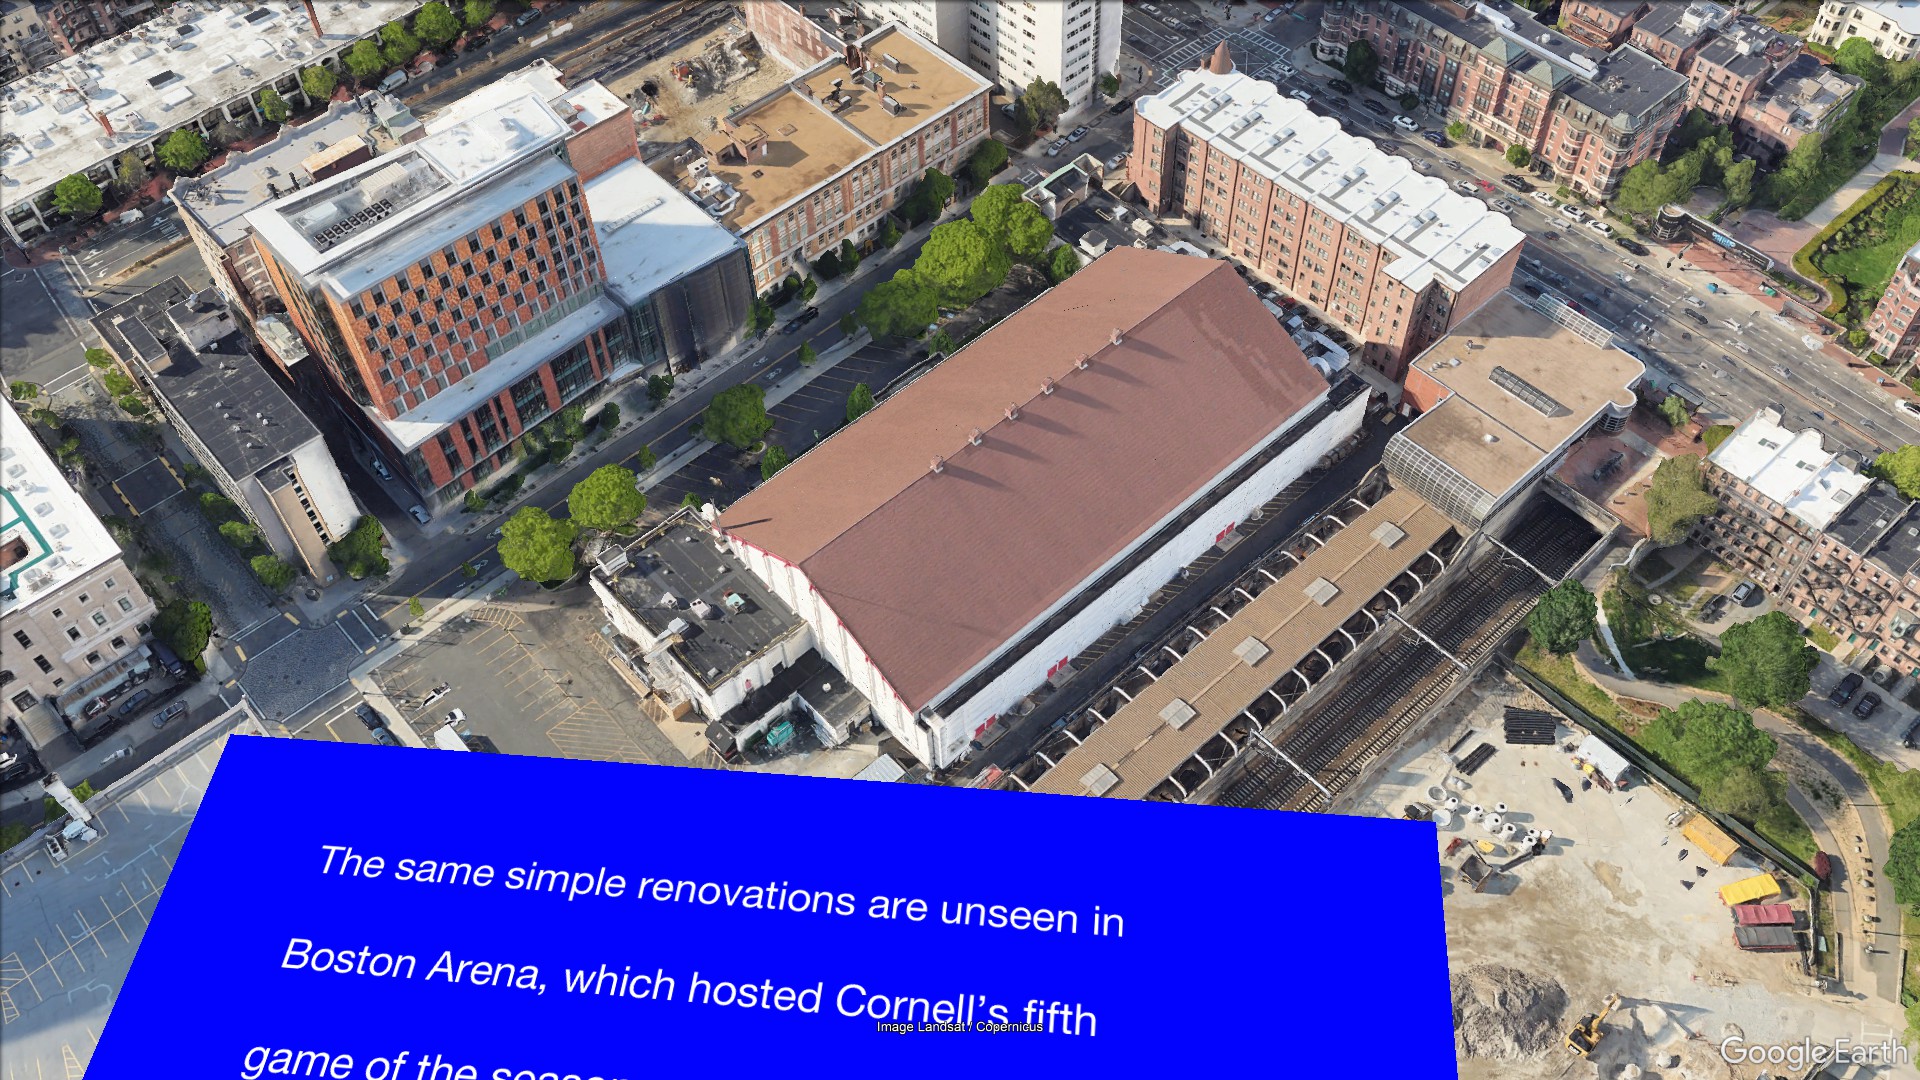 The same simple renovations are unseen in
Boston Arena, which hosted Cornell's fifth
Image Landsat / Copernicus
game of the season
Google Earth